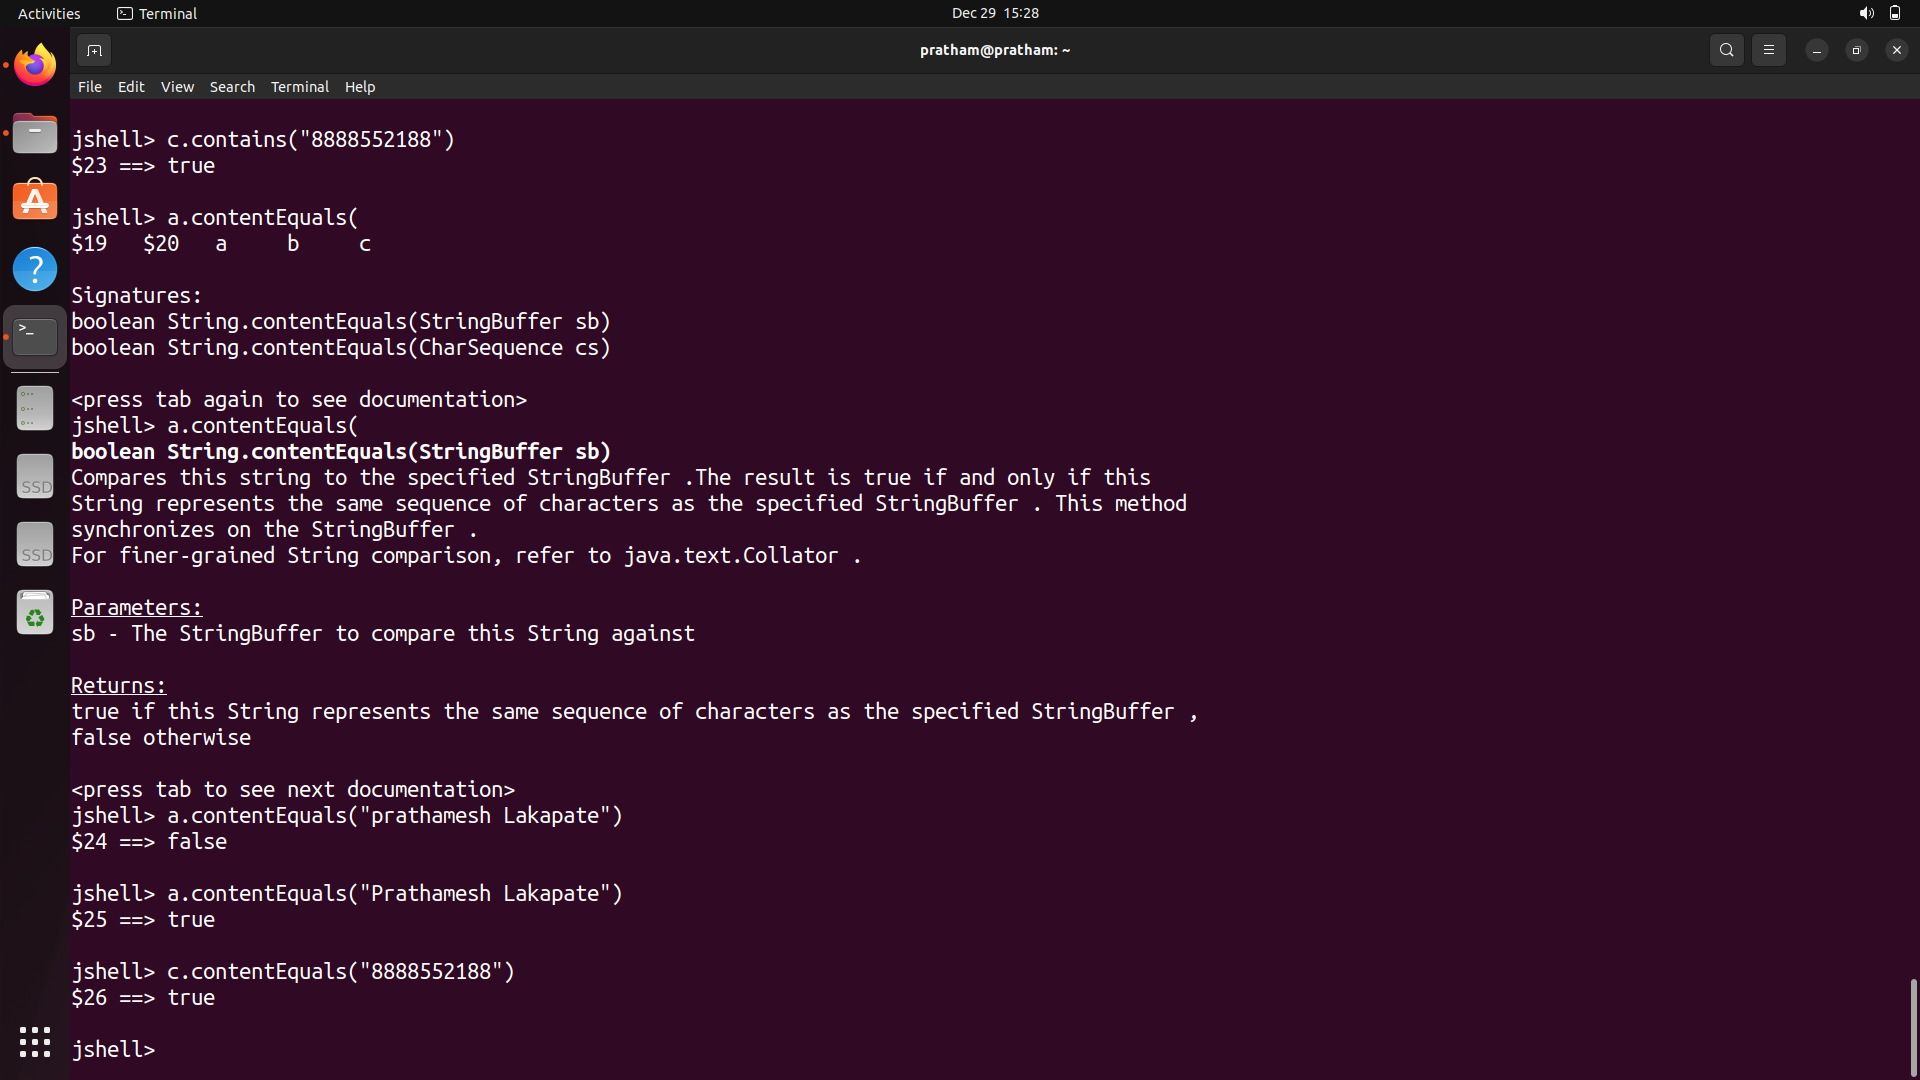 Activities
Terminal
Dec 29 15:28
pratham@pratham: ~
File Edit View Search Terminal Help
jshell> c.contains("8888552188")
$23 ==> true
jshell> a.contentEquals(
$19 $20 a b c
Signatures:
boolean String.contentEquals(StringBuffer sb)
boolean String.contentEquals(CharSequence cs)
<press tab again to see documentation>
jshell> a.contentEquals(
boolean String.contentEquals(StringBuffer sb)
Compares this string to the specified StringBuffer .The result is true if and only if this
String represents the same sequence of characters as the specified StringBuffer . This method
synchronizes on the StringBuffer .
For finer-grained String comparison, refer to java.text.Collator .
Parameters:
sb - The StringBuffer to compare this String against
Returns:
true if this String represents the same sequence of characters as the specified StringBuffer ,
false otherwise
<press tab to see next documentation>
jshell> a.contentEquals("prathamesh Lakapate")
$24 ==> false
jshell> a.contentEquals("Prathamesh Lakapate")
$25 ==> true
jshell> c.contentEquals("8888552188")
$26 ==> true
jshell>
SSD
SSD